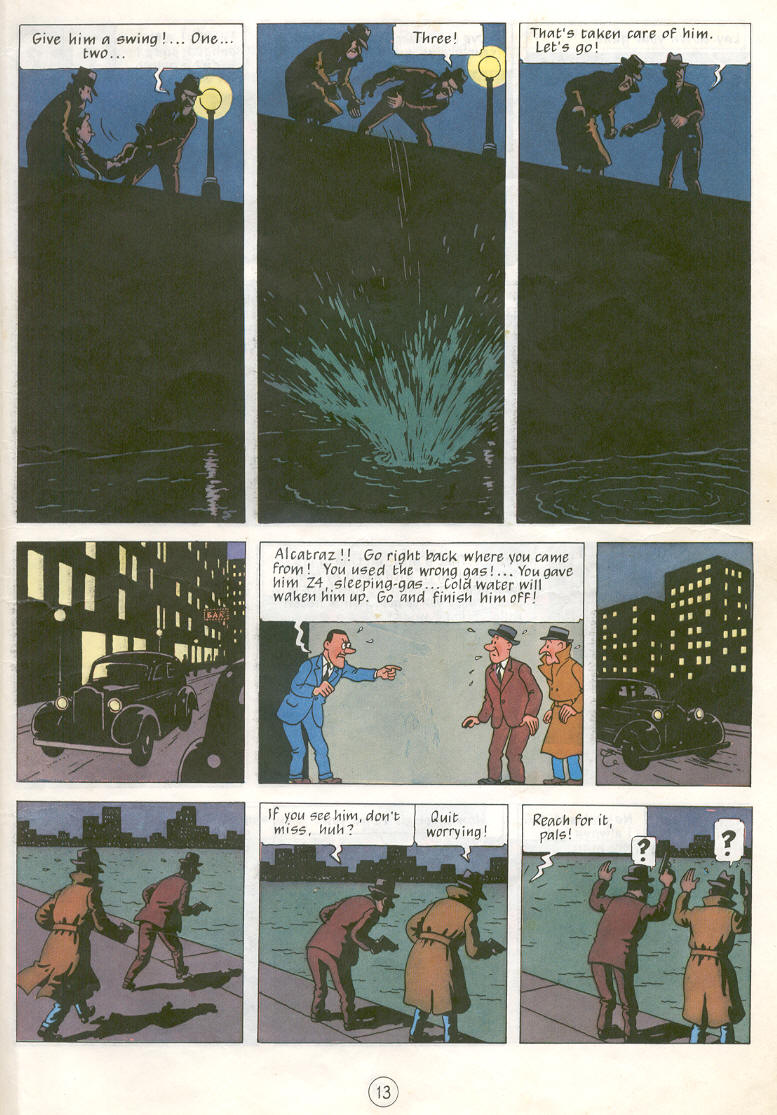 Give him a swing!... One...
two...
Three!
That's taken care of him.
Let's go!
BAR
Alcatraz!! Go right back where you came
from! You used the wrong gas!... You gave
him Z4, sleeping-gas... Cold water will
waken him up. Go and finish him off!
If you see him, don't
miss, huh?
Quit
worrying!
Reach for it,
pals!
?
?
13